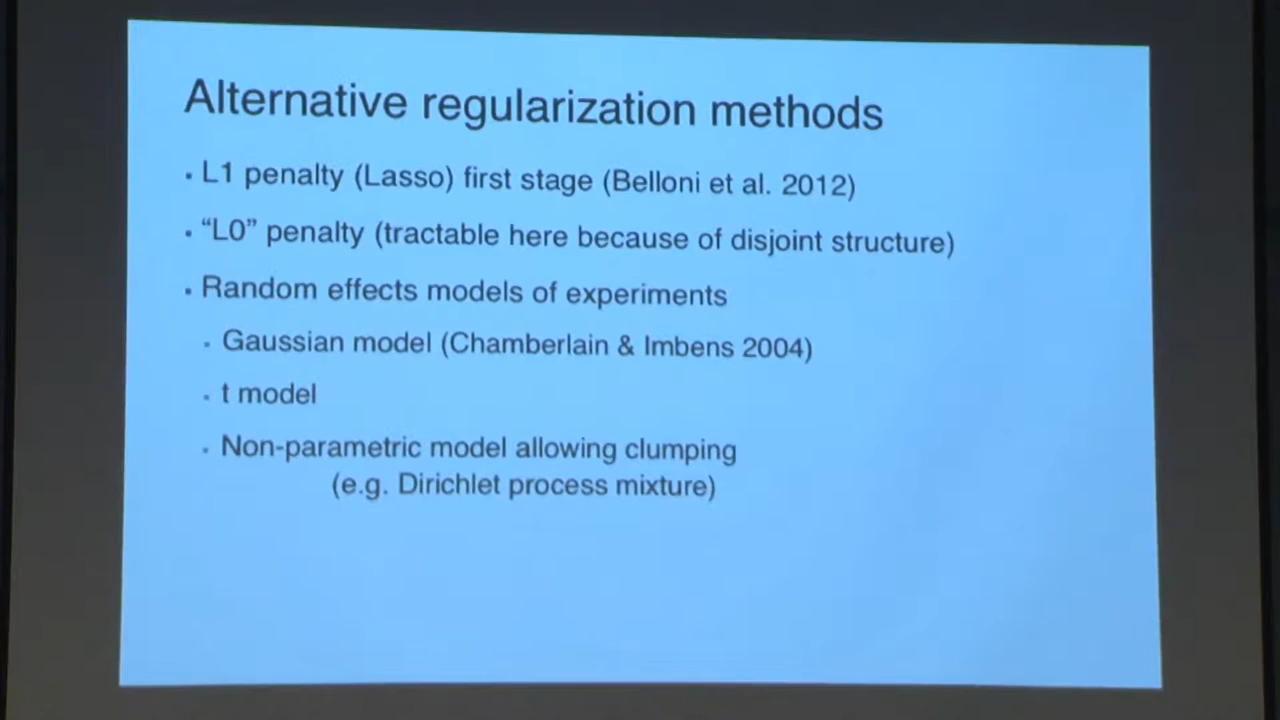 Alternative regularization methods
· L1 penalty (Lasso) first stage (Belloni et al. 2012)
· “L0” penalty (tractable here because of disjoint structure)
· Random effects models of experiments
· Gaussian model (Chamberlain & Imbens 2004)
· t model
· Non-parametric model allowing clumping
(e.g. Dirichlet process mixture)